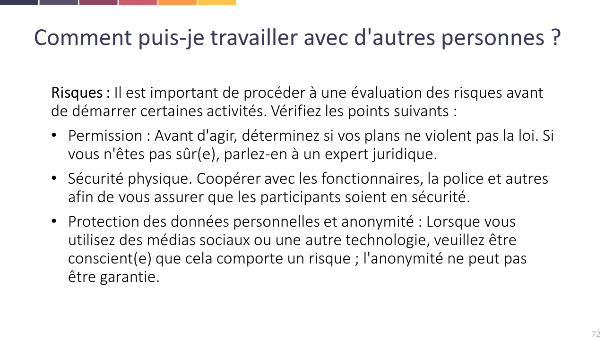 Comment puis-je travailler avec d'autres personnes ?
Risques : Il est important de procéder à une évaluation des risques avant
de démarrer certaines activités. Vérifiez les points suivants :
• Permission : Avant d'agir, déterminez si vos plans ne violent pas la loi. Si
vous n'êtes pas sûr(e), parlez-en à un expert juridique.
• Sécurité physique. Coopérer avec les fonctionnaires, la police et autres
afin de vous assurer que les participants soient en sécurité.
• Protection des données personnelles et anonymité : Lorsque vous
utilisez des médias sociaux ou une autre technologie, veuillez être
conscient(e) que cela comporte un risque ; l'anonymité ne peut pas
être garantie.
72